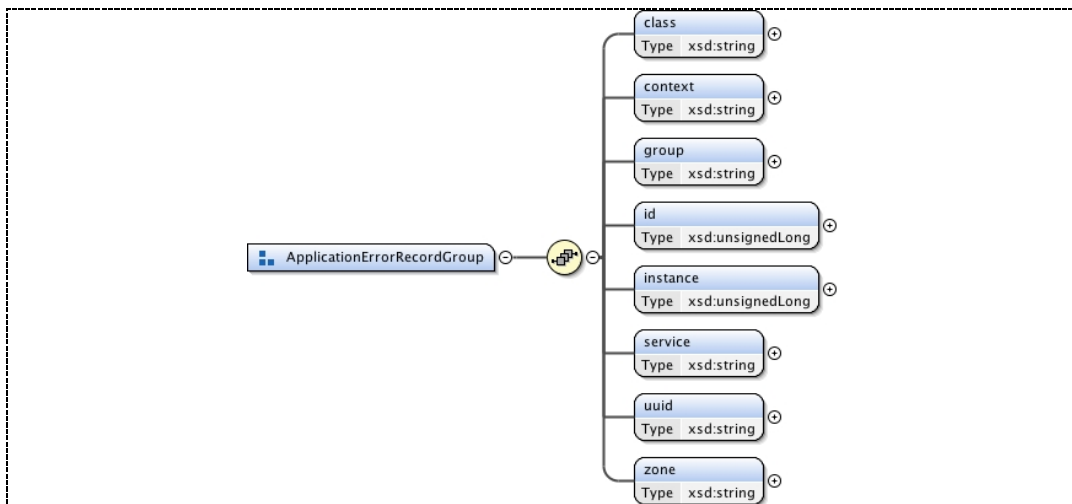 class
Type xsd:string
context
Type xsd:string
group
Type xsd:string
id
Type xsd:unsignedLong
ApplicationErrorRecordGroup
instance
Type xsd:unsignedLong
service
Type xsd:string
uuid
Type xsd:string
zone
Type xsd:string